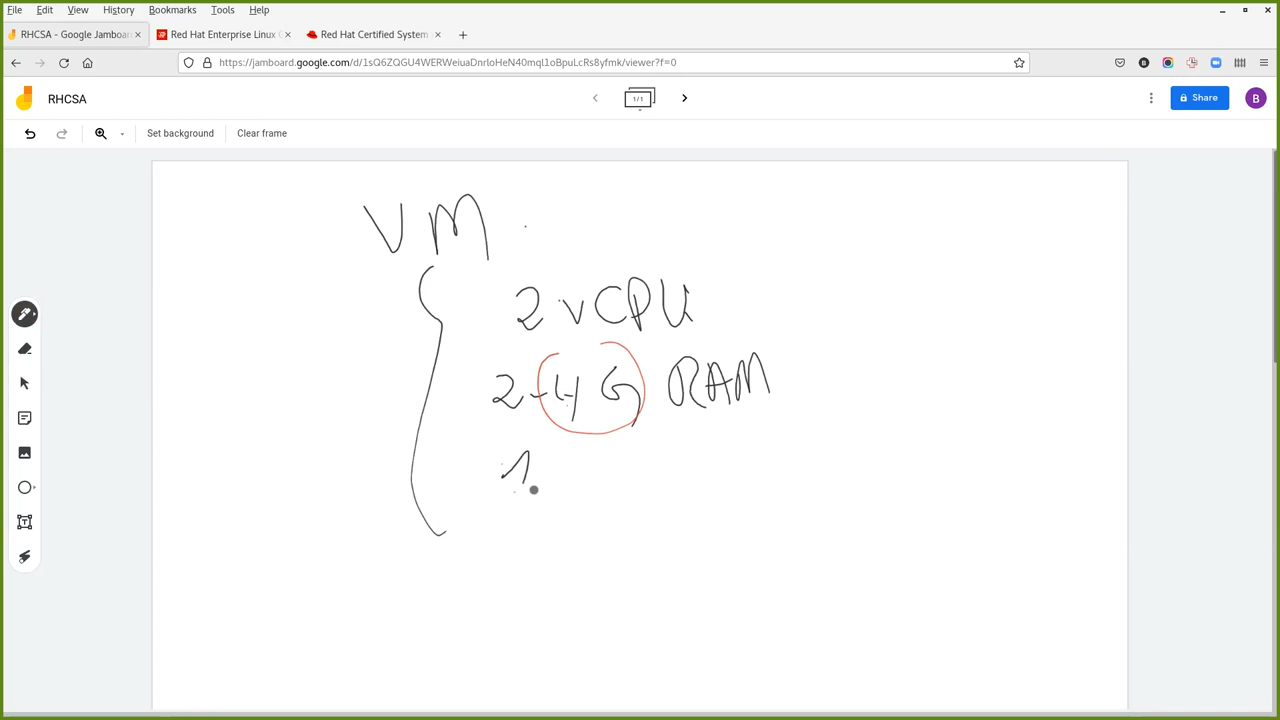 File Edit View History Bookmarks Tools Help
RHCSA - Google Jamboar Red Hat Enterprise Linux Red Hat Certified System
https://jamboard.google.com/d/1sQ6ZQGU4WERWeiuaDnrIoHeN40mql1oBpuLcRs8yfmk/viewer?f=0
RHCSA 1/1 Share B
Set background Clear frame
VM
2 vCPU
2-4G RAM
1